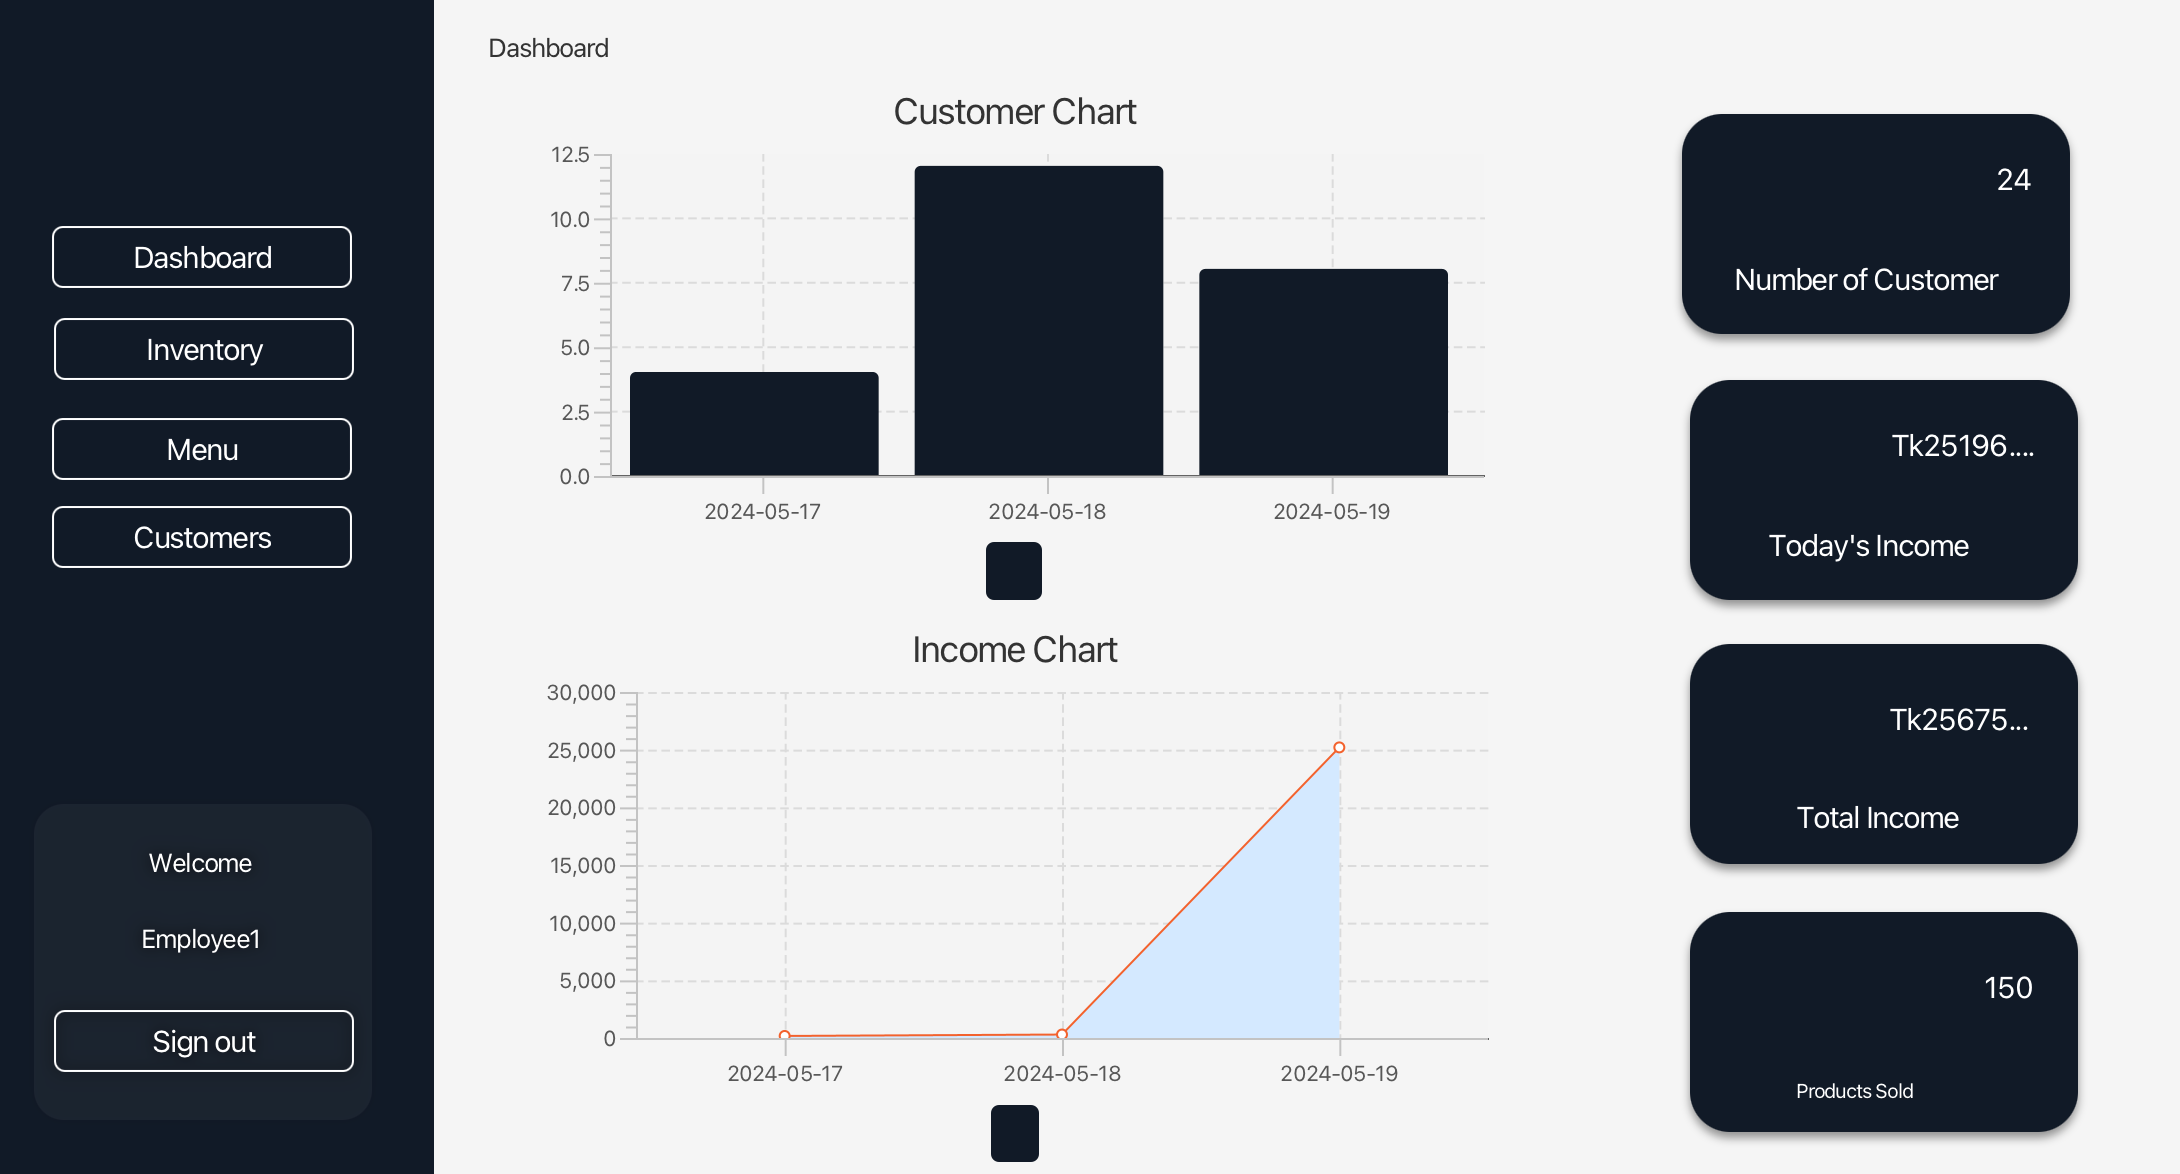 Dashboard
Inventory
Menu
Customers
Welcome
Employee1
Sign out
Dashboard
Customer Chart
12.5
10.0
7.5
5.0
2.5
0.0
2024-05-17 2024-05-18 2024-05-19
Income Chart
30,000
25,000
20,000
15,000
10,000
5,000
0
2024-05-17 2024-05-18 2024-05-19
24
Number of Customer
Tk25196....
Today's Income
Tk25675...
Total Income
150
Products Sold